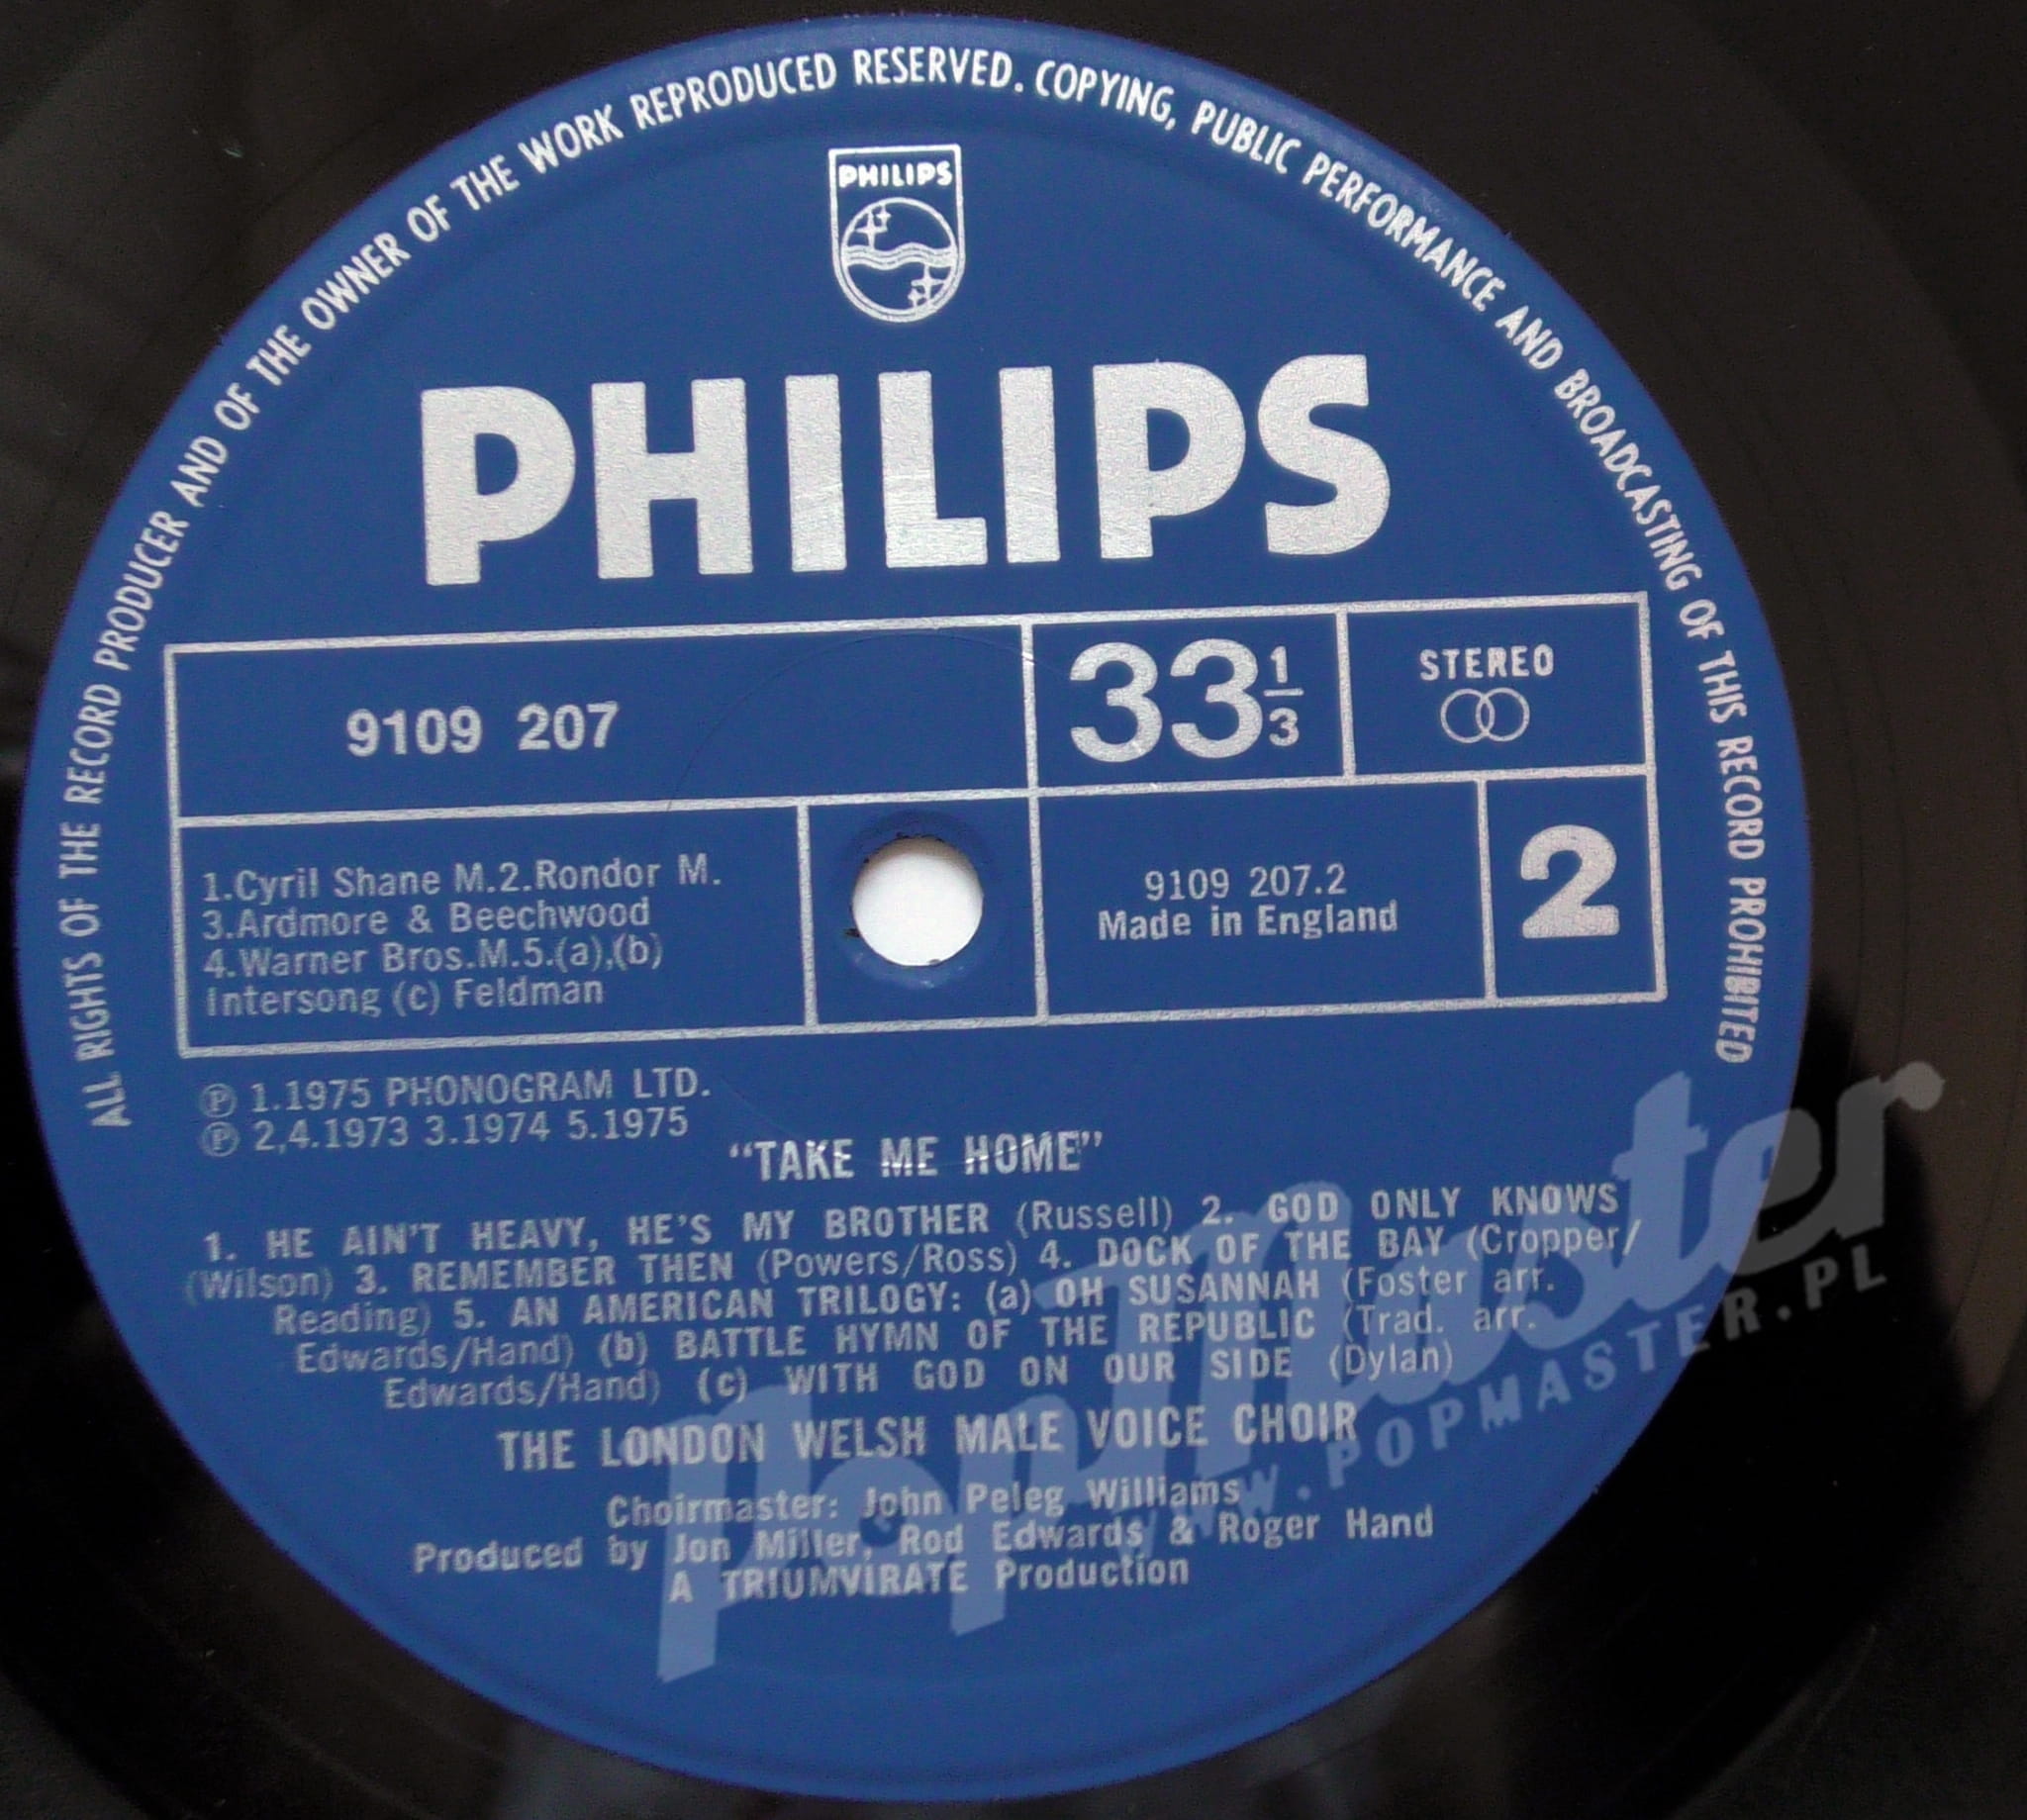 ALL RIGHTS OF THE RECORD PRODUCER AND OF THE OWNER OF THE WORK REPRODUCED RESERVED. COPYING, PUBLIC PERFORMANCE AND BROADCASTING OF THIS RECORD PROHIBITED
PHILIPS
PHILIPS
9109 207
33 1/3
STEREO
1.Cyril Shane M.2.Rondor M.
3.Ardmore & Beechwood
4.Warner Bros.M.5.(a),(b)
Intersong (c) Feldman
9109 207.2
Made in England
2
Ⓟ 1.1975 PHONOGRAM LTD.
Ⓟ 2,4.1973 3.1974 5.1975
"TAKE ME HOME"
1. HE AIN'T HEAVY, HE'S MY BROTHER (Russell) 2. GOD ONLY KNOWS
(Wilson) 3. REMEMBER THEN (Powers/Ross) 4. DOCK OF THE BAY (Cropper/
Reading) 5. AN AMERICAN TRILOGY: (a) OH SUSANNAH (Foster arr.
Edwards/Hand) (b) BATTLE HYMN OF THE REPUBLIC (Trad. arr.
Edwards/Hand) (c) WITH GOD ON OUR SIDE (Dylan)
THE LONDON WELSH MALE VOICE CHOIR
Choirmaster: John Peleg Williams
Produced by Jon Miller, Rod Edwards & Roger Hand
A TRIUMVIRATE Production
PopMaster
WWW.POPMASTER.PL